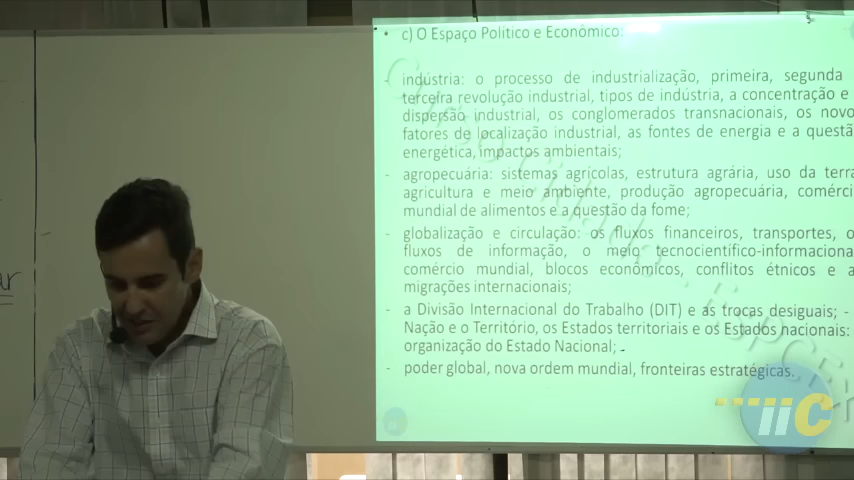 • c) O Espaço Político e Econômico:
- indústria: o processo de industrialização, primeira, segunda
terceira revolução industrial, tipos de indústria, a concentração e
dispersão industrial, os conglomerados transnacionais, os novo
fatores de localização industrial, as fontes de energia e a questã
energética, impactos ambientais;
- agropecuária: sistemas agrícolas, estrutura agrária, uso da terra
agricultura e meio ambiente, produção agropecuária, comérci
mundial de alimentos e a questão da fome;
- globalização e circulação: os fluxos financeiros, transportes, o
fluxos de informação, o meio tecnocientífico-informaciona
comércio mundial, blocos econômicos, conflitos étnicos e a
migrações internacionais;
- a Divisão Internacional do Trabalho (DIT) e as trocas desiguais; -
Nação e o Território, os Estados territoriais e os Estados nacionais:
organização do Estado Nacional; -
- poder global, nova ordem mundial, fronteiras estratégicas.
iiC
ar